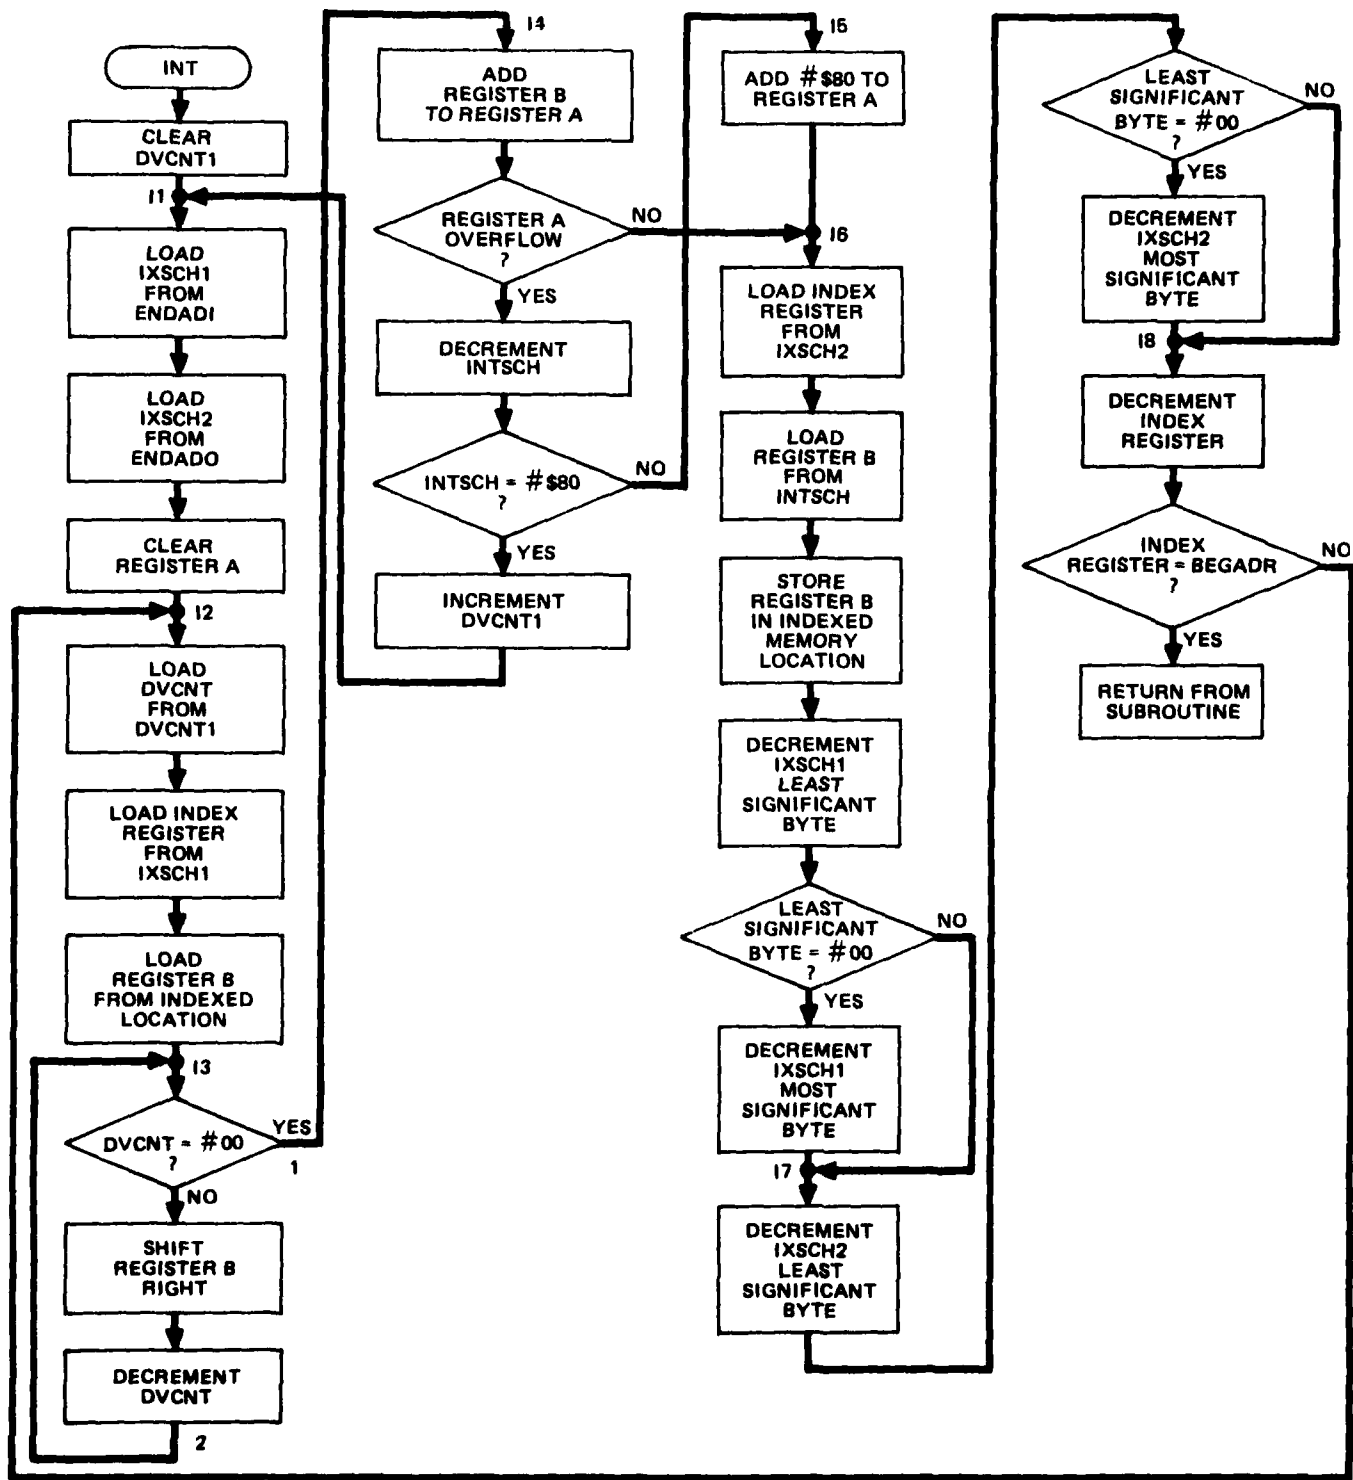 INT
CLEAR
DVCNT1
I1
LOAD
IXSCH1
FROM
ENDADI
LOAD
IXSCH2
FROM
ENDADO
CLEAR
REGISTER A
I2
LOAD
DVCNT
FROM
DVCNT1
LOAD INDEX
REGISTER
FROM
IXSCH1
LOAD
REGISTER B
FROM INDEXED
LOCATION
I3
DVCNT = #00
?
YES
1
NO
SHIFT
REGISTER B
RIGHT
DECREMENT
DVCNT
2
I4
ADD
REGISTER B
TO REGISTER A
REGISTER A
OVERFLOW
?
NO
YES
DECREMENT
INTSCH
INTSCH = #$80
?
NO
YES
INCREMENT
DVCNT1
I5
ADD #$80 TO
REGISTER A
I6
LOAD INDEX
REGISTER
FROM
IXSCH2
LOAD
REGISTER B
FROM
INTSCH
STORE
REGISTER B
IN INDEXED
MEMORY
LOCATION
DECREMENT
IXSCH1
LEAST
SIGNIFICANT
BYTE
LEAST
SIGNIFICANT
BYTE = #00
?
NO
YES
DECREMENT
IXSCH1
MOST
SIGNIFICANT
BYTE
I7
DECREMENT
IXSCH2
LEAST
SIGNIFICANT
BYTE
LEAST
SIGNIFICANT
BYTE = #00
?
NO
YES
DECREMENT
IXSCH2
MOST
SIGNIFICANT
BYTE
I8
DECREMENT
INDEX
REGISTER
INDEX
REGISTER = BEGADR
?
NO
YES
RETURN FROM
SUBROUTINE